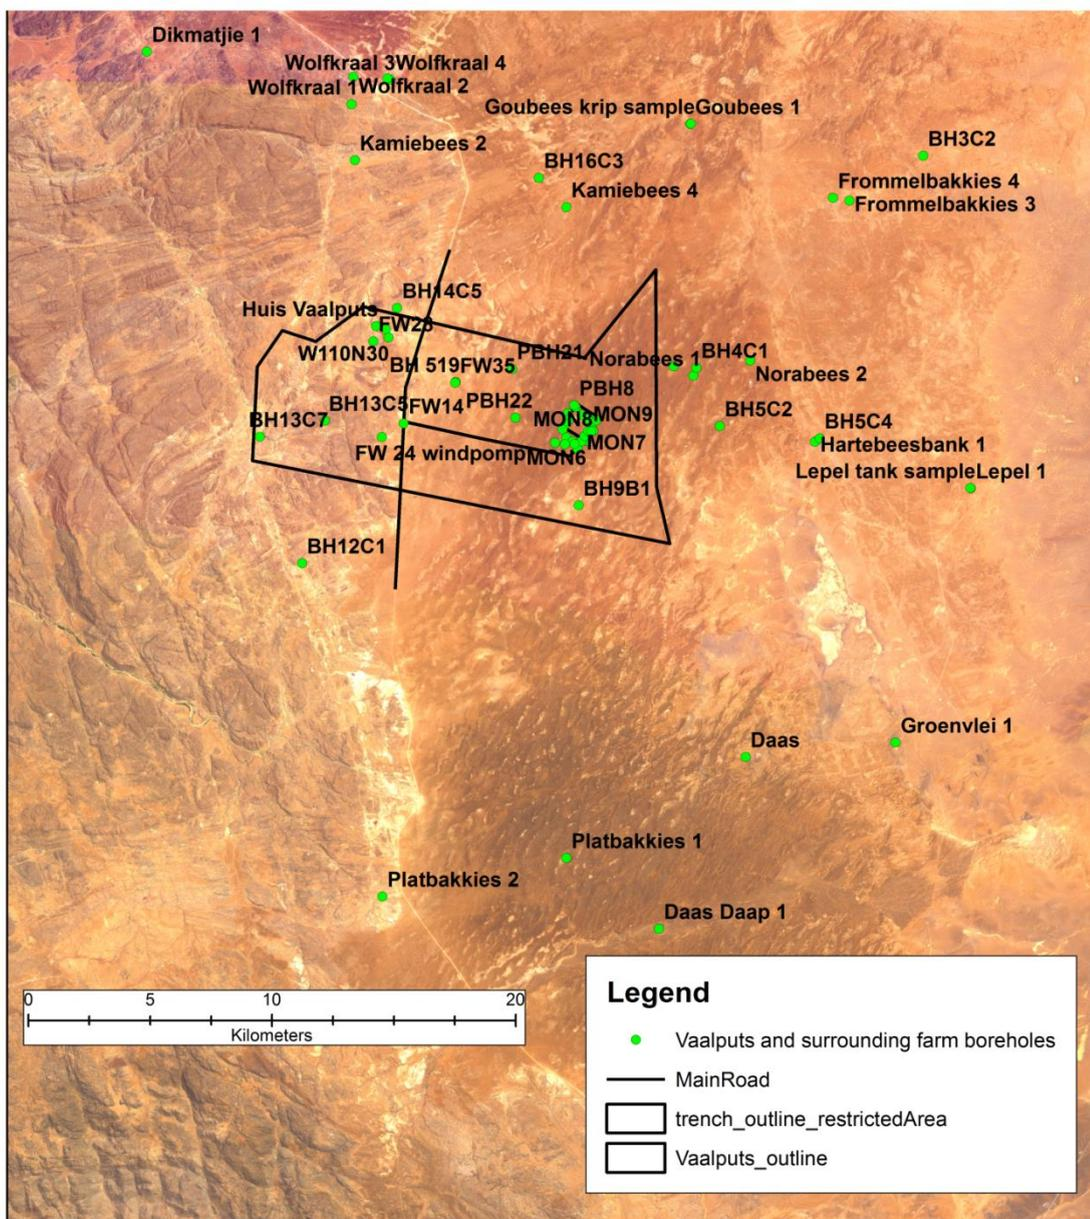 Dikmatjie 1
Wolfkraal 3Wolfkraal 4
Wolfkraal 1Wolfkraal 2
Goubees krip sampleGoubees 1
BH3C2
Kamiebees 2
BH16C3
Frommelbakkies 4
Kamiebees 4
Frommelbakkies 3
BH14C5
Huis Vaalputs
FW23
W110N30
PBH21
Norabees 1
BH4C1
BH 519FW35
Norabees 2
PBH8
BH13C5
FW14
PBH22
BH5C2
BH13C7
MON8
MON9
BH5C4
MON7
Hartebeesbank 1
FW 24 windpomp
MON6
Lepel tank sampleLepel 1
BH9B1
BH12C1
Groenvlei 1
Daas
Platbakkies 1
Platbakkies 2
Daas Daap 1
0 5 10 20
Kilometers
Legend
Vaalputs and surrounding farm boreholes
MainRoad
trench_outline_restrictedArea
Vaalputs_outline